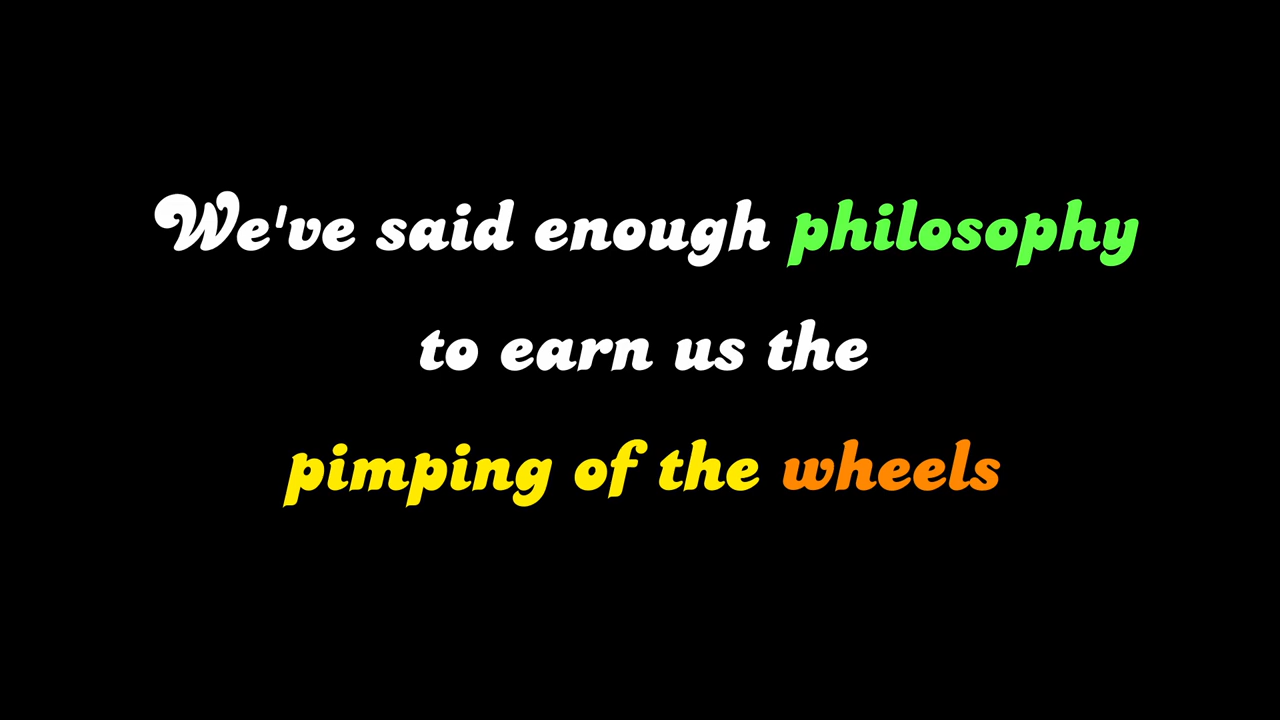 We've said enough philosophy
to earn us the
pimping of the wheels